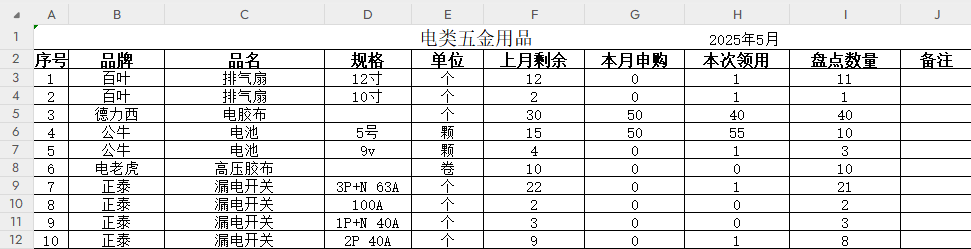 A B C D E F G H I J
1 电类五金用品 2025年5月
2 序号 品牌 品名 规格 单位 上月剩余 本月申购 本次领用 盘点数量 备注
3 1 百叶 排气扇 12寸 个 12 0 1 11
4 2 百叶 排气扇 10寸 个 2 0 1 1
5 3 德力西 电胶布 个 30 50 40 40
6 4 公牛 电池 5号 颗 15 50 55 10
7 5 公牛 电池 9v 颗 4 0 1 3
8 6 电老虎 高压胶布 卷 10 0 0 10
9 7 正泰 漏电开关 3P+N 63A 个 22 0 1 21
10 8 正泰 漏电开关 100A 个 2 0 0 2
11 9 正泰 漏电开关 1P+N 40A 个 3 0 0 3
12 10 正泰 漏电开关 2P 40A 个 9 0 1 8